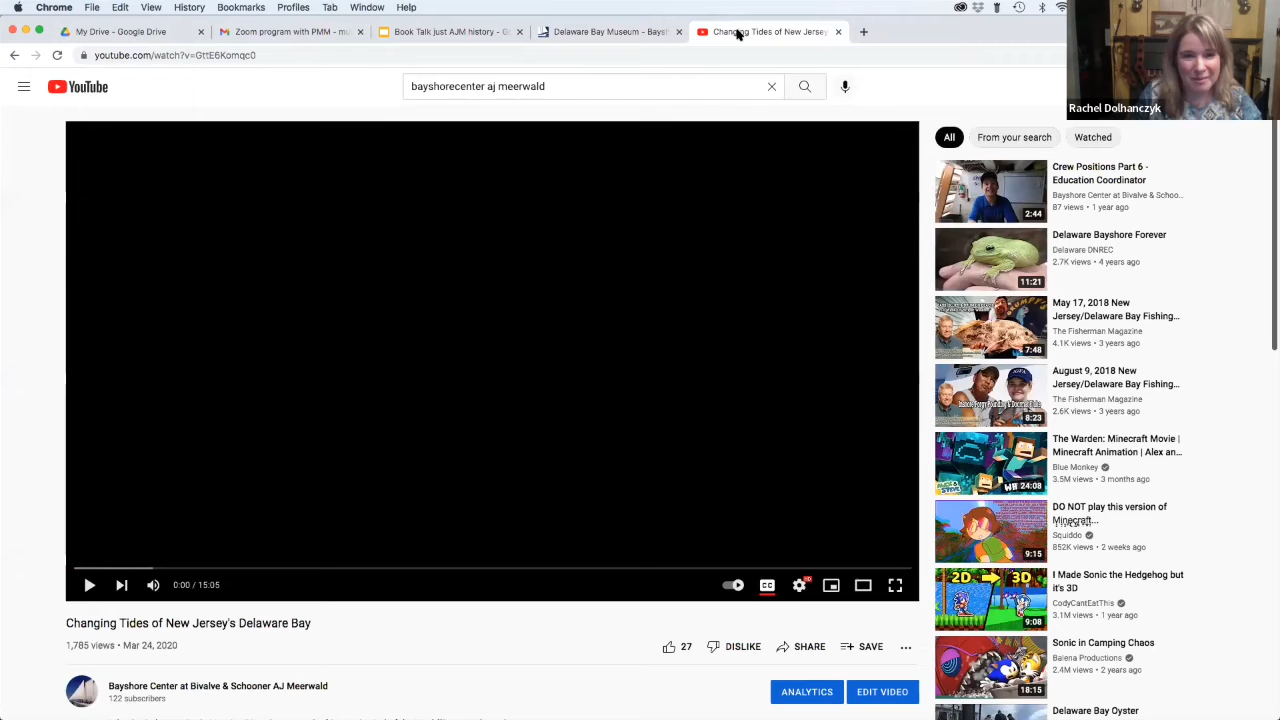 Chrome File Edit View History Bookmarks Profiles Tab Window Help
My Drive - Google Drive
Zoom program with PMM - mu
Book Talk just AJM history - G
Delaware Bay Museum - Baysh
Changing Tides of New Jersey
youtube.com/watch?v=GttE6Komqc0
YouTube
bayshorecenter aj meerwald
Rachel Dolhanczyk
All
From your search
Watched
Crew Positions Part 6 -
Education Coordinator
Bayshore Center at Bivalve & Schoo...
87 views • 1 year ago
2:44
Delaware Bayshore Forever
Delaware DNREC
2.7K views • 4 years ago
11:21
May 17, 2018 New
Jersey/Delaware Bay Fishing...
The Fisherman Magazine
4.1K views • 3 years ago
7:48
August 9, 2018 New
Jersey/Delaware Bay Fishing...
The Fisherman Magazine
2.6K views • 3 years ago
8:23
The Warden: Minecraft Movie |
Minecraft Animation | Alex an...
Blue Monkey
3.5M views • 3 months ago
24:08
DO NOT play this version of
Minecraft...
Squiddo
852K views • 2 weeks ago
9:15
2D 3D
I Made Sonic the Hedgehog but
it's 3D
CodyCantEatThis
3.1M views • 1 year ago
9:08
Sonic in Camping Chaos
Balena Productions
2.4M views • 2 years ago
18:15
Delaware Bay Oyster
0:00 / 15:05
CC
Changing Tides of New Jersey's Delaware Bay
1,785 views • Mar 24, 2020
27
DISLIKE
SHARE
SAVE
Bayshore Center at Bivalve & Schooner AJ Meerwald
122 subscribers
ANALYTICS
EDIT VIDEO